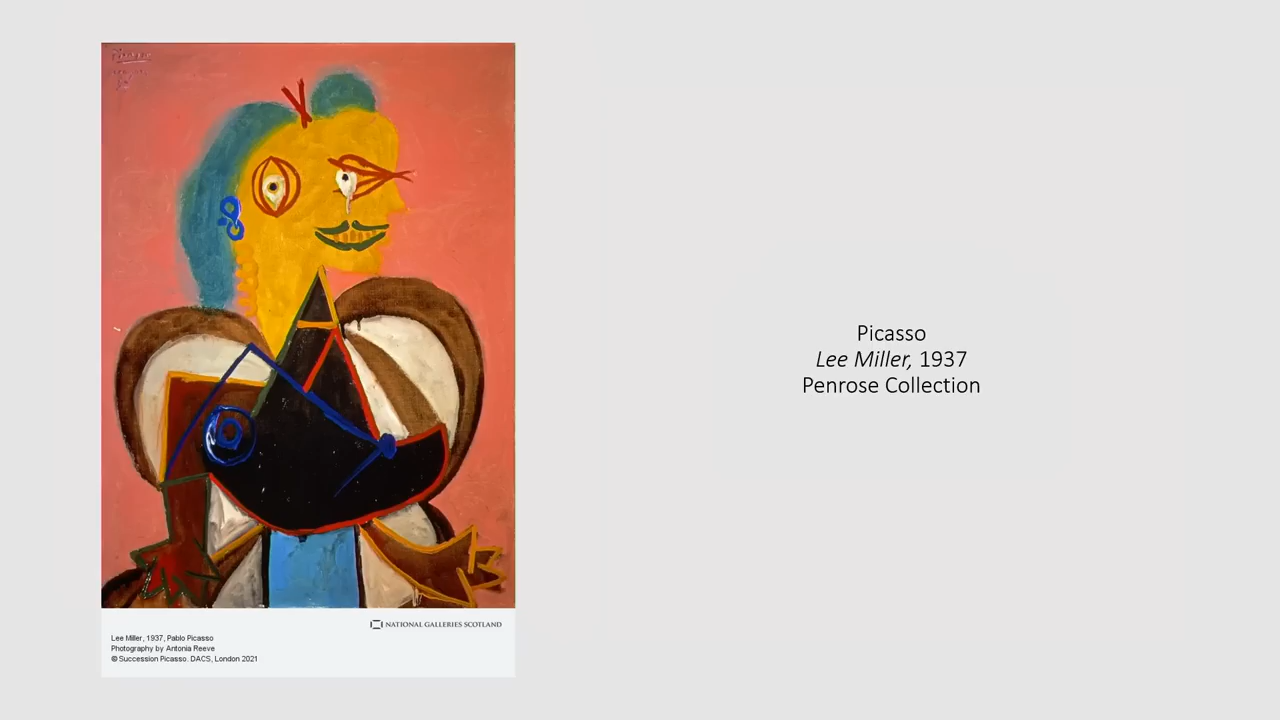 Picasso
Picasso
Lee Miller, 1937
Penrose Collection
NATIONAL GALLERIES SCOTLAND
Lee Miller, 1937, Pablo Picasso
Photography by Antonia Reeve
© Succession Picasso. DACS, London 2021